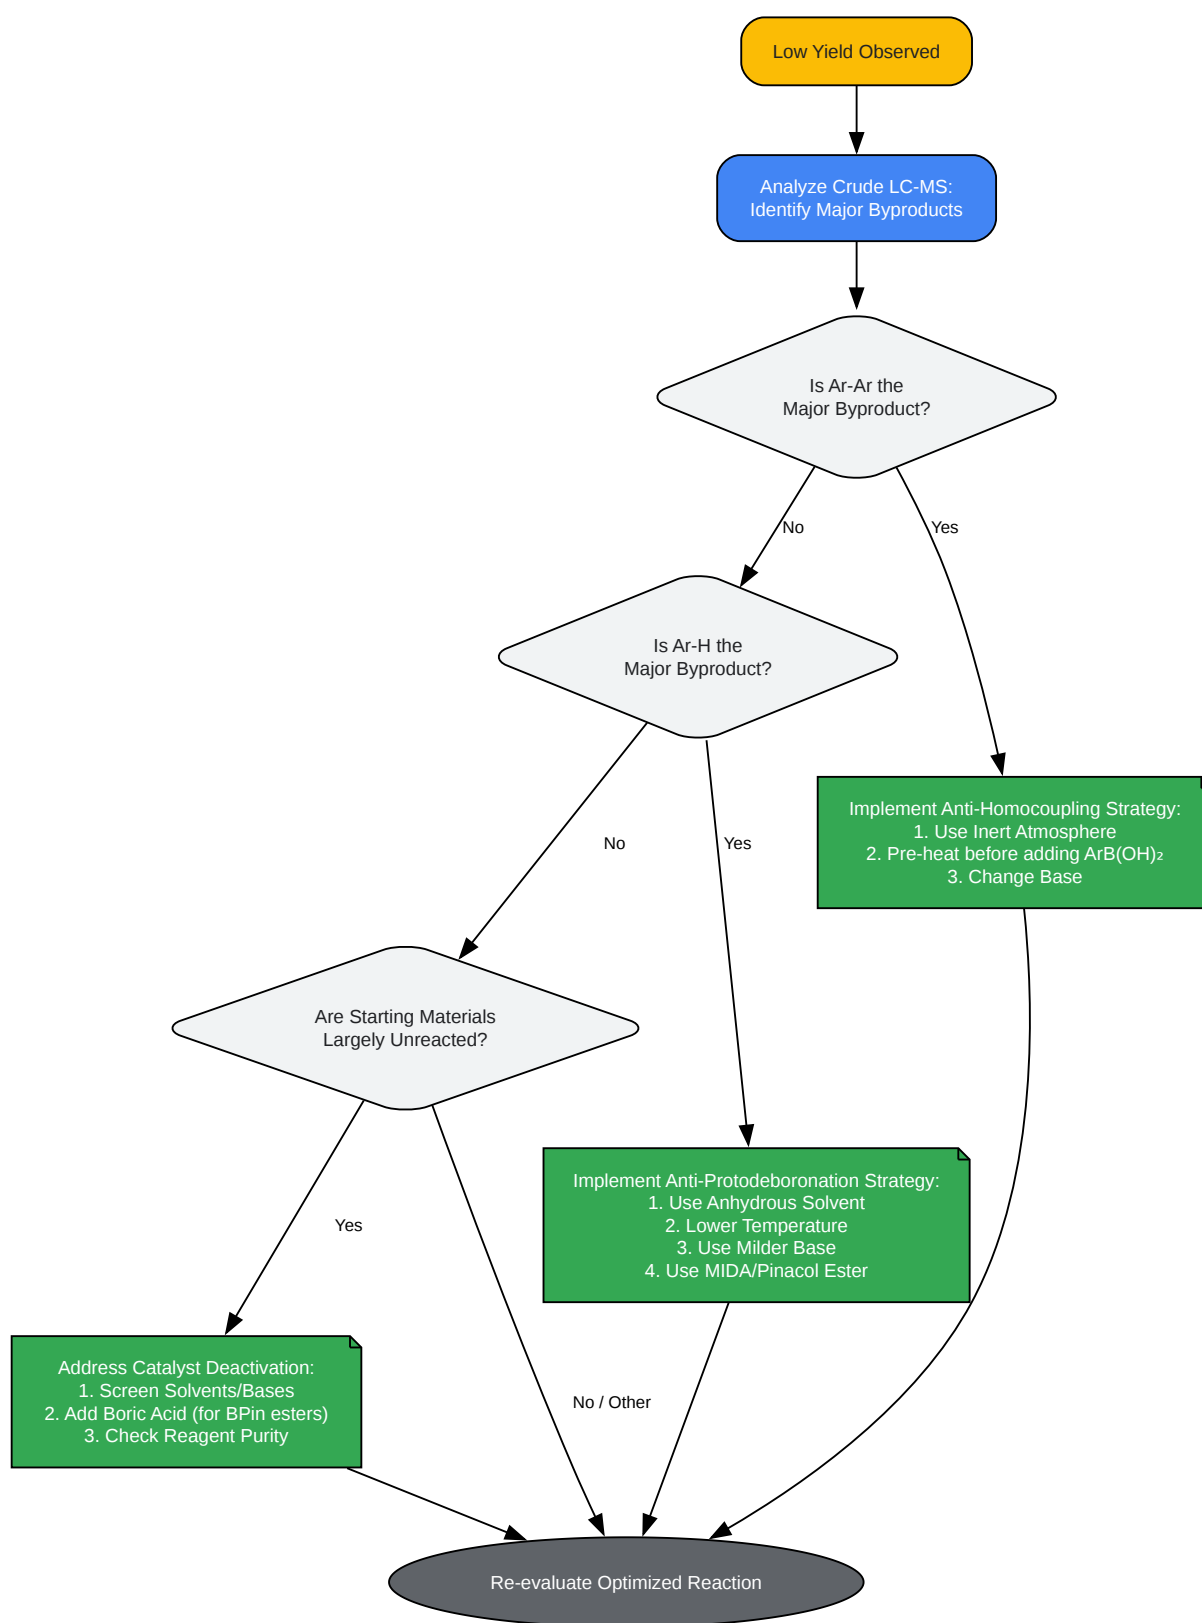 Low Yield Observed
Analyze Crude LC-MS:
Identify Major Byproducts
Is Ar-Ar the
Major Byproduct?
No
Yes
Is Ar-H the
Major Byproduct?
No
Yes
Implement Anti-Homocoupling Strategy:
1. Use Inert Atmosphere
2. Pre-heat before adding ArB(OH)₂
3. Change Base
Are Starting Materials
Largely Unreacted?
Yes
No / Other
Implement Anti-Protodeboronation Strategy:
1. Use Anhydrous Solvent
2. Lower Temperature
3. Use Milder Base
4. Use MIDA/Pinacol Ester
Address Catalyst Deactivation:
1. Screen Solvents/Bases
2. Add Boric Acid (for BPin esters)
3. Check Reagent Purity
Re-evaluate Optimized Reaction